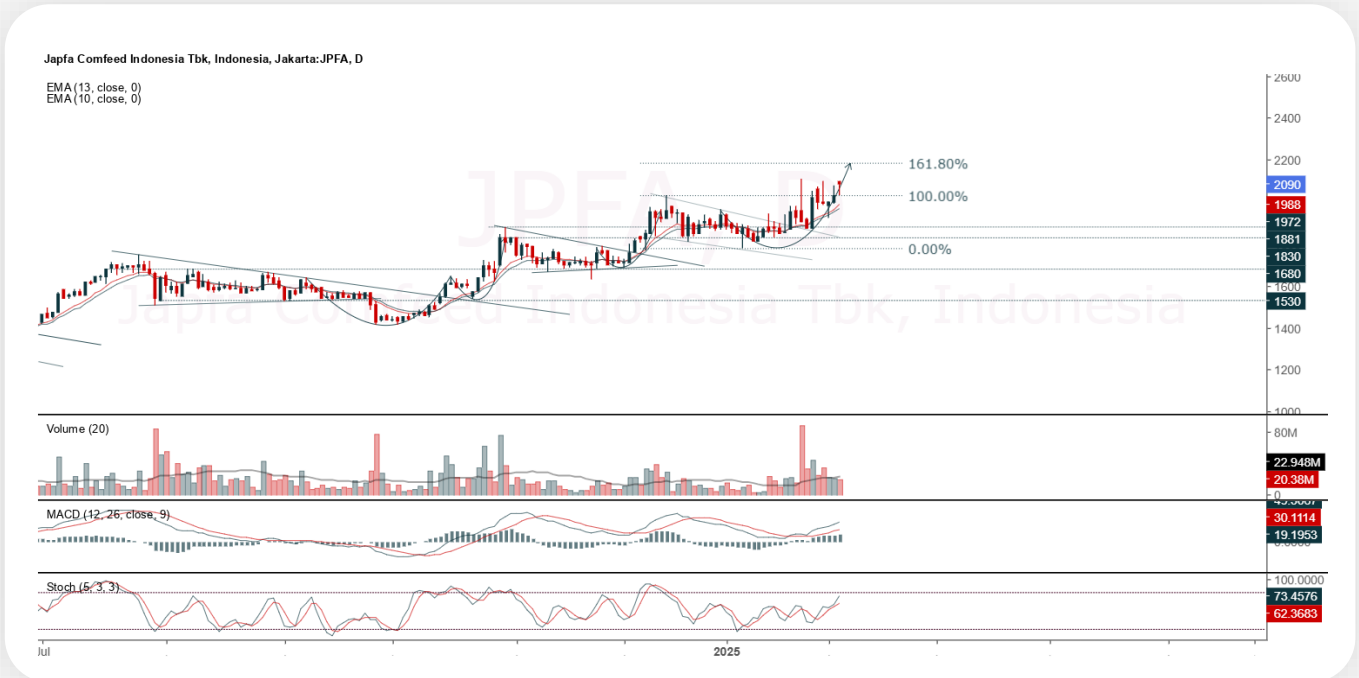 Japfa Comfeed Indonesia Tbk, Indonesia, Jakarta:JPFA, D
EMA (13, close, 0)
EMA (10, close, 0)
JPFA, D
Japfa Comfeed Indonesia Tbk, Indonesia
161.80%
100.00%
0.00%
2600
2400
2200
2090
1988
1972
1881
1830
1680
1600
1530
1400
1200
1000
Volume (20)
80M
22.948M
20.38M
0
MACD (12, 26, close, 9)
30.1114
19.1953
Stoch (5, 3, 3)
100.0000
73.4576
62.3683
Jul
2025